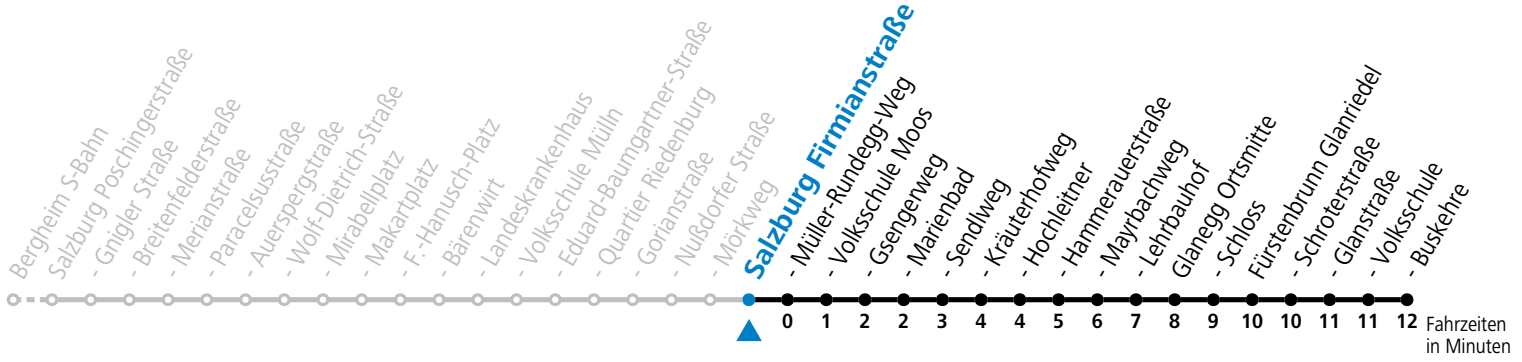 Bergheim S-Bahn
Salzburg Poschingerstraße
- Gnigler Straße
- Breitenfelderstraße
- Merianstraße
- Paracelsusstraße
- Auerspergstraße
- Wolf-Dietrich-Straße
- Mirabellplatz
- Makartplatz
- F.-Hanusch-Platz
- Bärenwirt
- Landeskrankenhaus
- Volksschule Mülln
- Eduard-Baumgartner-Straße
- Quartier Riedenburg
- Gorianstraße
- Nußdorfer Straße
- Mörkweg
Salzburg Firmianstraße
- Müller-Rundegg-Weg
- Volksschule Moos
- Gsengerweg
- Marienbad
- Sendlweg
- Kräuterhofweg
- Hochleitner
- Hammerauerstraße
- Mayrbachweg
- Lehrbauhof
Glanegg Ortsmitte
- Schloss
Fürstenbrunn Glanriedel
- Schroterstraße
- Glanstraße
- Volksschule
- Buskehre
0 1 2 2 3 4 4 5 6 7 8 9 10 10 11 11 12 Fahrzeiten
in Minuten